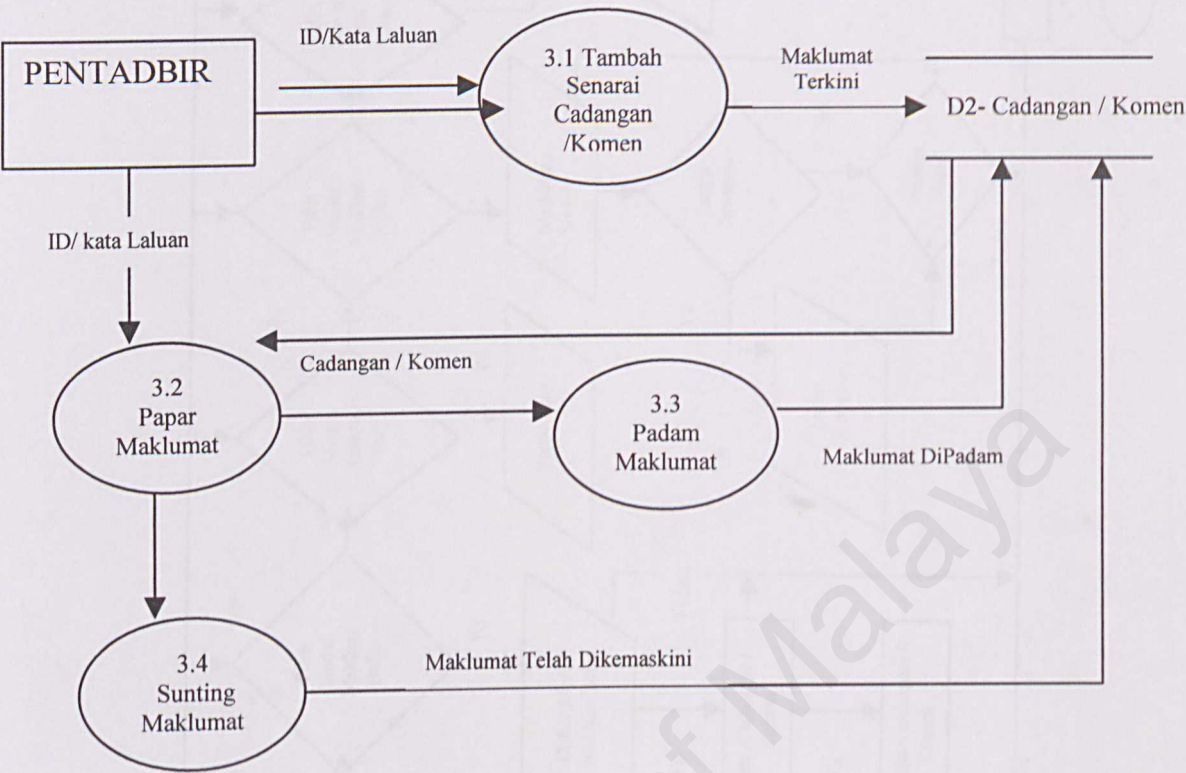 ID/Kata Laluan
PENTADBIR
3.1 Tambah
Senarai
Cadangan
/Komen
Maklumat
Terkini
D2- Cadangan / Komen
ID/ kata Laluan
Cadangan / Komen
3.2
Papar
Maklumat
3.3
Padam
Maklumat
Maklumat DiPadam
3.4
Sunting
Maklumat
Maklumat Telah Dikemaskini
f Malaya